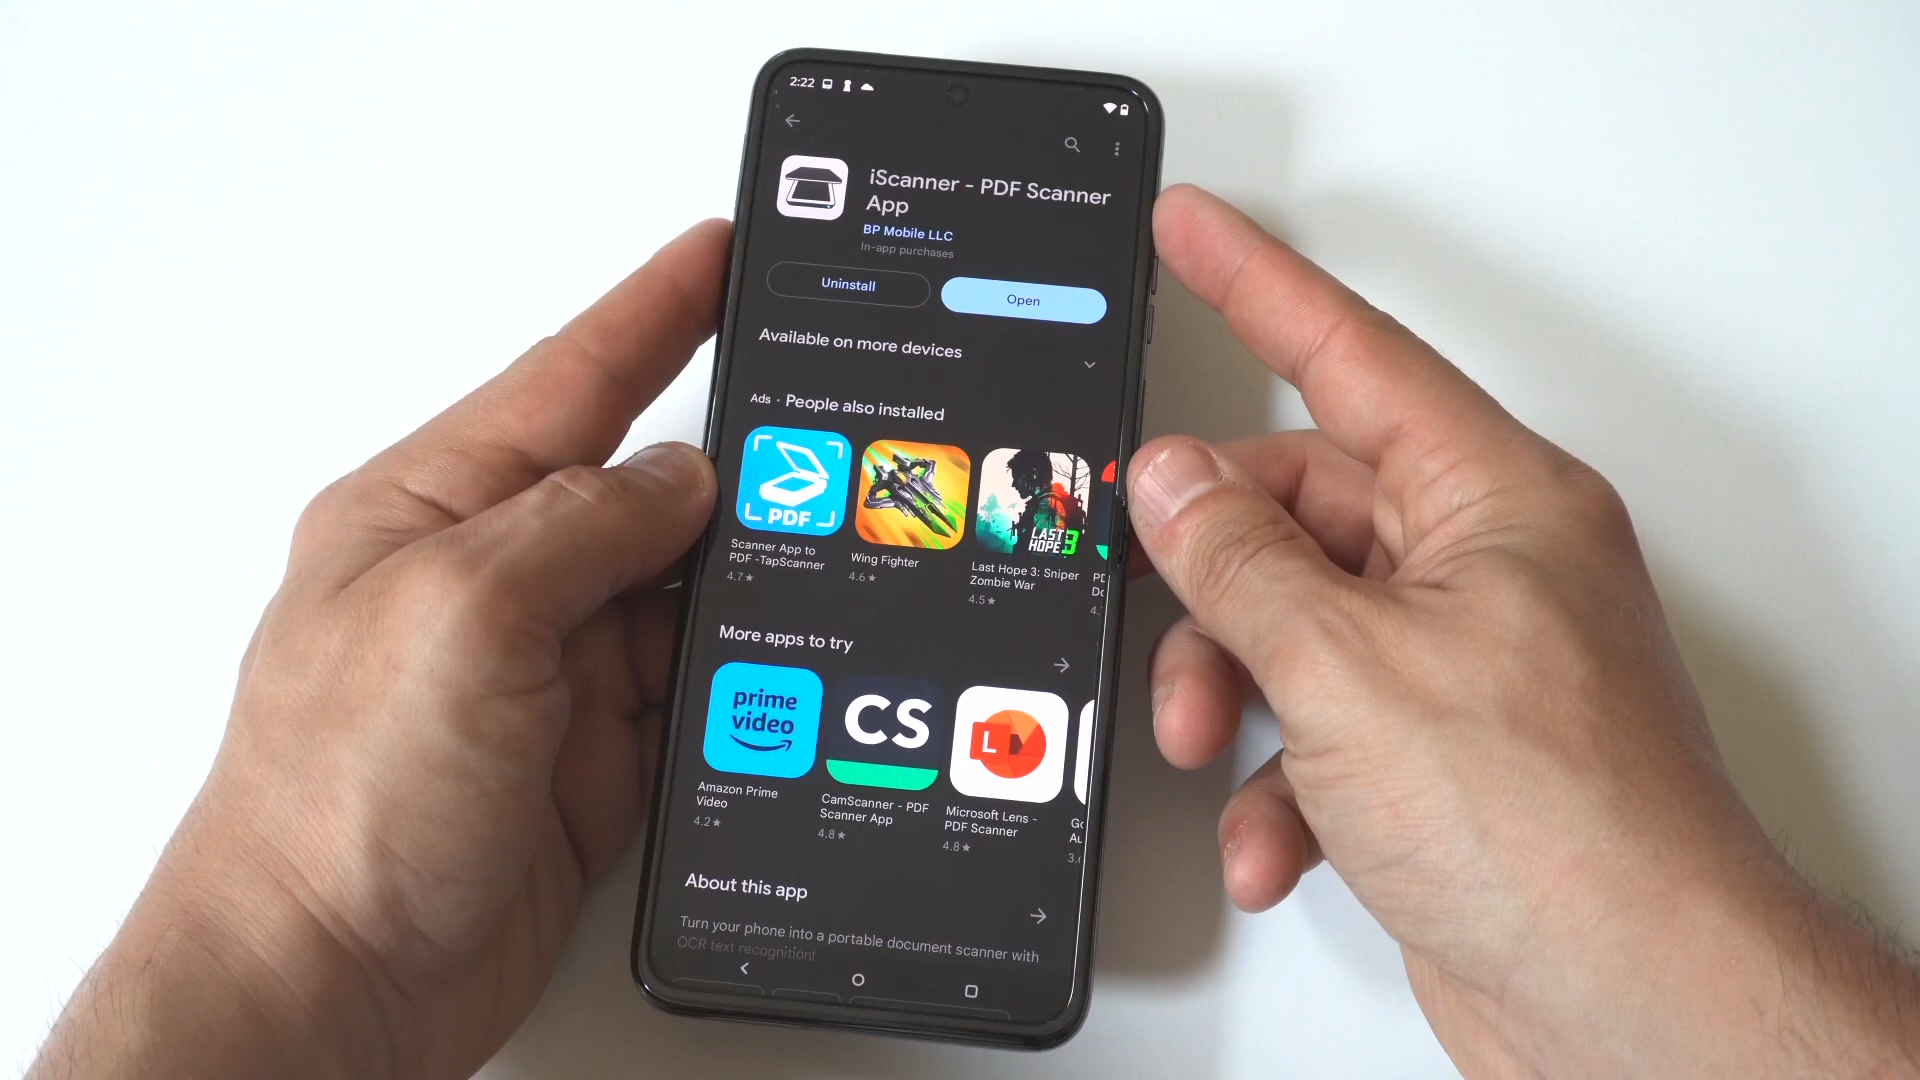 2:22
iScanner - PDF Scanner
App
BP Mobile LLC
In-app purchases
Uninstall
Open
Available on more devices
Ads • People also installed
PDF
LAST
HOPE 3
Scanner App to
PDF -TapScanner
4.7★
Wing Fighter
4.6★
Last Hope 3: Sniper
Zombie War
4.5★
4.
More apps to try
prime
video
CS
L
Amazon Prime
Video
4.2★
CamScanner - PDF
Scanner App
4.8★
Microsoft Lens -
PDF Scanner
4.8★
3.
About this app
Turn your phone into a portable document scanner with
OCR text recognition!